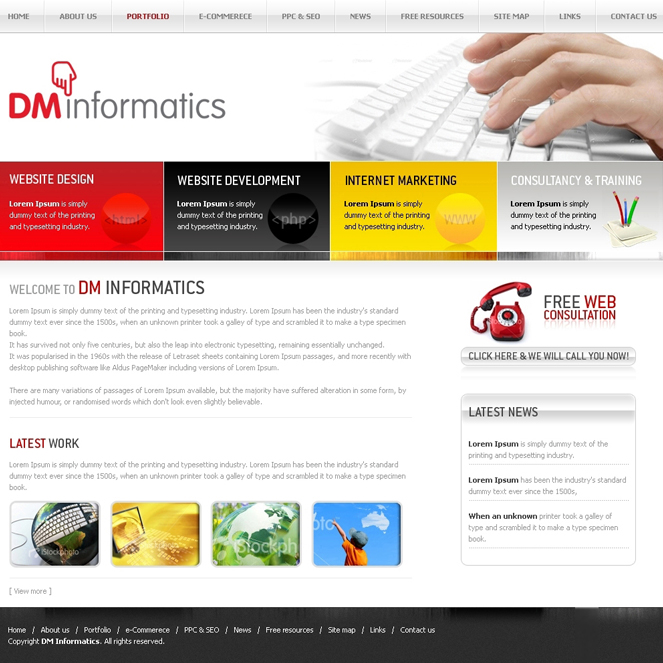 HOME ABOUT US PORTFOLIO E-COMMERECE PPC & SEO NEWS FREE RESOURCES SITE MAP LINKS CONTACT US
DMinformatics
WEBSITE DESIGN
Lorem Ipsum is simply
dummy text of the printing
and typesetting industry.
<html>
WEBSITE DEVELOPMENT
Lorem Ipsum is simply
dummy text of the printing
and typesetting industry.
<php>
INTERNET MARKETING
Lorem Ipsum is simply
dummy text of the printing
and typesetting industry.
www
CONSULTANCY & TRAINING
Lorem Ipsum is simply
dummy text of the printing
and typesetting industry.
WELCOME TO DM INFORMATICS
Lorem Ipsum is simply dummy text of the printing and typesetting industry. Lorem Ipsum has been the industry's standard
dummy text ever since the 1500s, when an unknown printer took a galley of type and scrambled it to make a type specimen
book.
It has survived not only five centuries, but also the leap into electronic typesetting, remaining essentially unchanged.
It was popularised in the 1960s with the release of Letraset sheets containing Lorem Ipsum passages, and more recently with
desktop publishing software like Aldus PageMaker including versions of Lorem Ipsum.
There are many variations of passages of Lorem Ipsum available, but the majority have suffered alteration in some form, by
injected humour, or randomised words which don't look even slightly believable.
LATEST WORK
Lorem Ipsum is simply dummy text of the printing and typesetting industry. Lorem Ipsum has been the industry's standard
dummy text ever since the 1500s, when an unknown printer took a galley of type and scrambled it to make a type specimen
book.
iStockphoto
[ View more ]
FREE WEB
CONSULTATION
CLICK HERE & WE WILL CALL YOU NOW!
LATEST NEWS
Lorem Ipsum is simply dummy text of the
printing and typesetting industry.
Lorem Ipsum has been the industry's standard
dummy text ever since the 1500s,
When an unknown printer took a galley of
type and scrambled it to make a type specimen
book.
Home / About us / Portfolio / e-Commerece / PPC & SEO / News / Free resources / Site map / Links / Contact us
Copyright DM Informatics. All rights reserved.